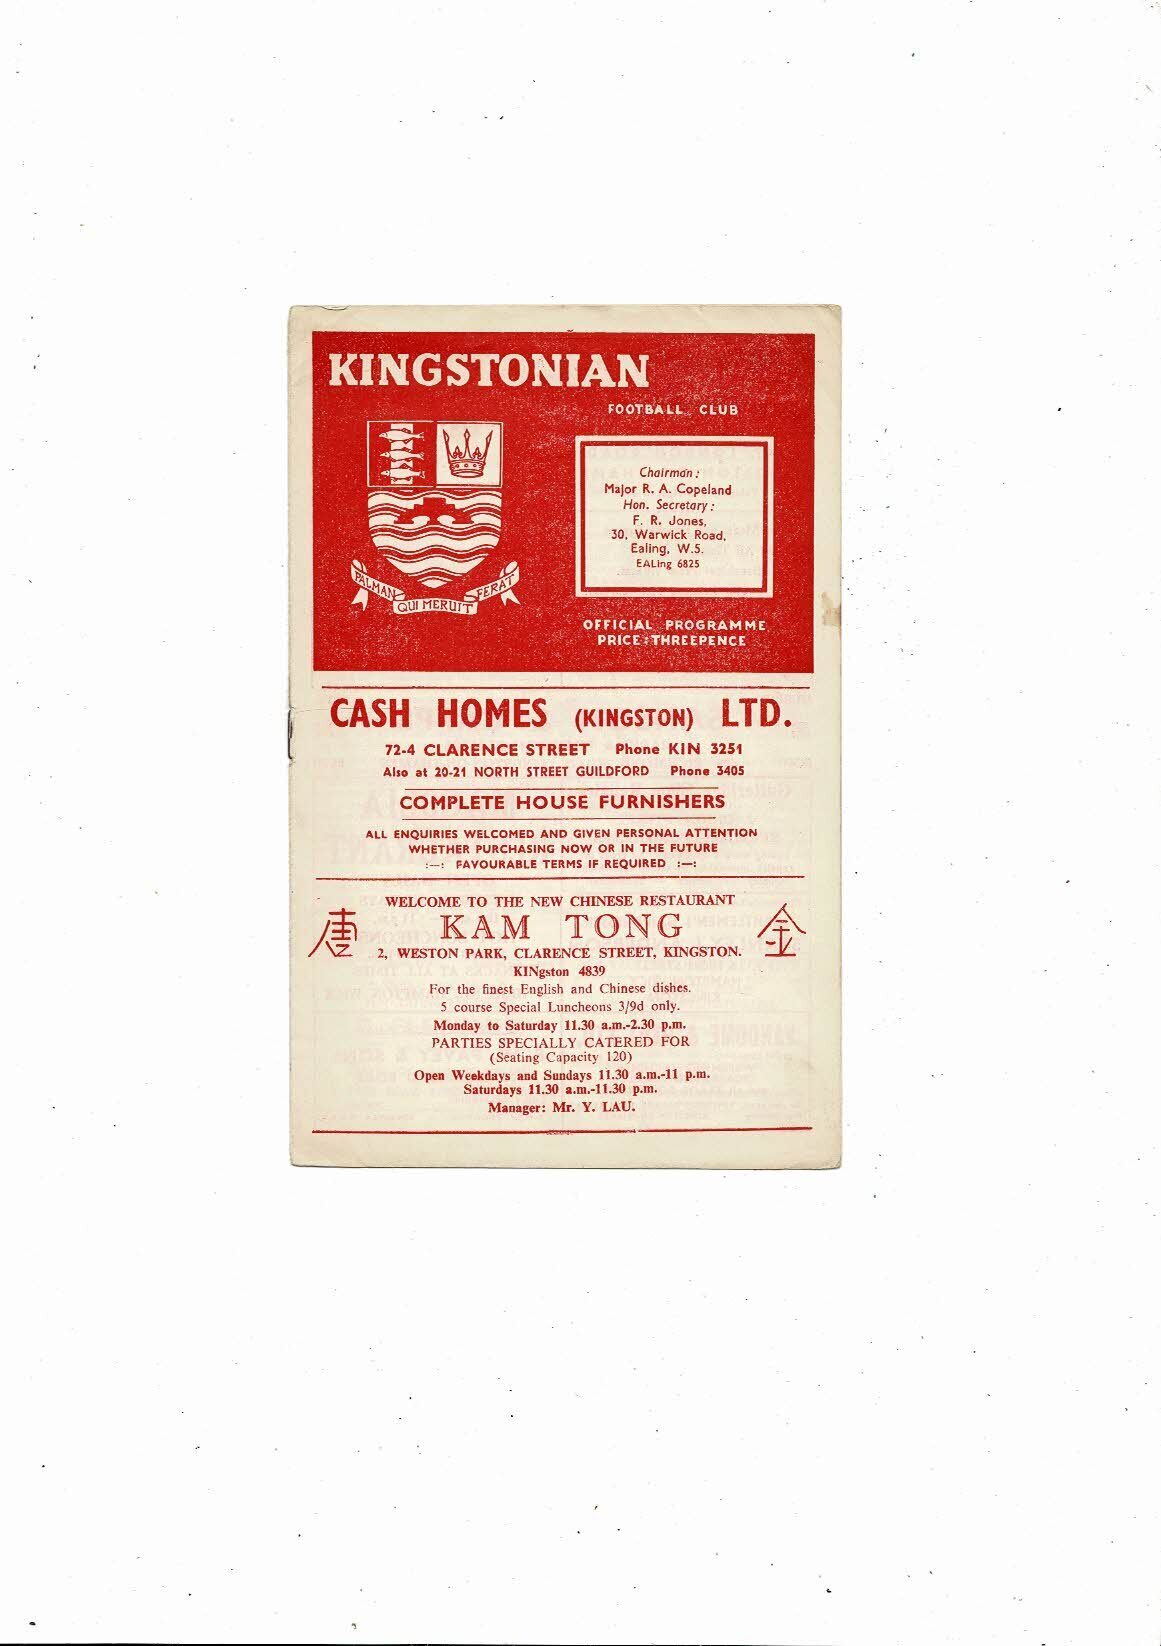 KINGSTONIAN
FOOTBALL CLUB
Chairman :
Major R. A. Copeland
Hon. Secretary :
F. R. Jones,
30, Warwick Road,
Ealing, W.5.
EALing 6825
PALMAN QUI MERUIT FERAT
OFFICIAL PROGRAMME
PRICE : THREEPENCE
CASH HOMES (KINGSTON) LTD.
72-4 CLARENCE STREET Phone KIN 3251
Also at 20-21 NORTH STREET GUILDFORD Phone 3405
COMPLETE HOUSE FURNISHERS
ALL ENQUIRIES WELCOMED AND GIVEN PERSONAL ATTENTION
WHETHER PURCHASING NOW OR IN THE FUTURE
:—: FAVOURABLE TERMS IF REQUIRED :—:
WELCOME TO THE NEW CHINESE RESTAURANT
唐 KAM TONG 金
2, WESTON PARK, CLARENCE STREET, KINGSTON.
KINgston 4839
For the finest English and Chinese dishes.
5 course Special Luncheons 3/9d only.
Monday to Saturday 11.30 a.m.-2.30 p.m.
PARTIES SPECIALLY CATERED FOR
(Seating Capacity 120)
Open Weekdays and Sundays 11.30 a.m.-11 p.m.
Saturdays 11.30 a.m.-11.30 p.m.
Manager: Mr. Y. LAU.